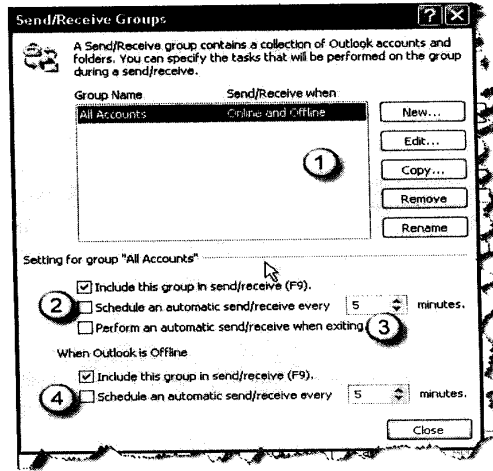 Send/Receive Groups
A Send/Receive group contains a collection of Outlook accounts and
folders. You can specify the tasks that will be performed on the group
during a send/receive.
Group Name Send/Receive when
All Accounts Online and Offline
New...
Edit...
1
Copy...
Remove
Rename
Setting for group "All Accounts"
Include this group in send/receive (F9).
2 Schedule an automatic send/receive every 5 minutes.
Perform an automatic send/receive when exiting 3
When Outlook is Offline
Include this group in send/receive (F9).
4 Schedule an automatic send/receive every 5 minutes.
Close